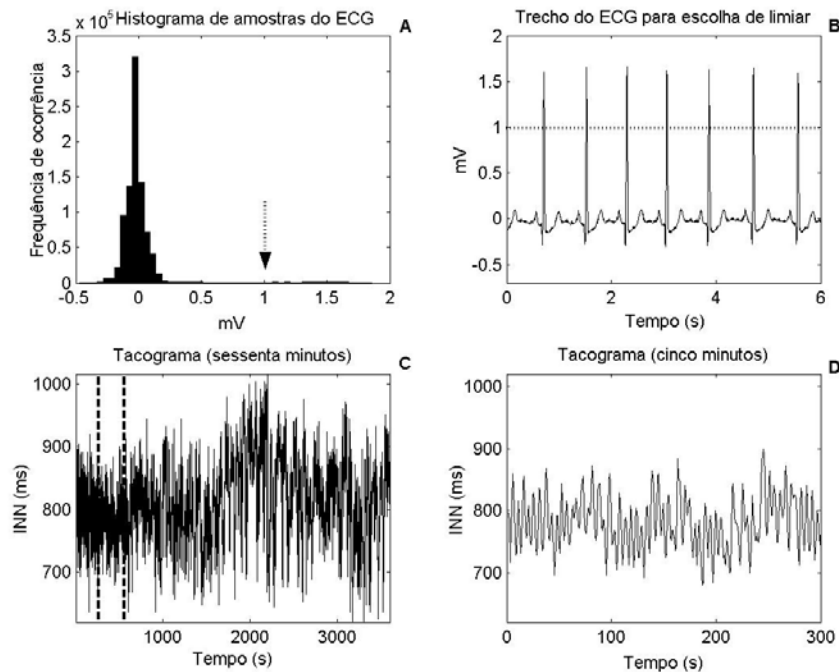 x 10⁵ Histograma de amostras do ECG
A
Frequência de ocorrência
3.5
3
2.5
2
1.5
1
0.5
0
-0.5 0 0.5 1 1.5 2
mV
Trecho do ECG para escolha de limiar
B
mV
2
1.5
1
0.5
0
-0.5
0 2 4 6
Tempo (s)
Tacograma (sessenta minutos)
C
INN (ms)
1000
900
800
700
1000 2000 3000
Tempo (s)
Tacograma (cinco minutos)
D
INN (ms)
1000
900
800
700
0 100 200 300
Tempo (s)